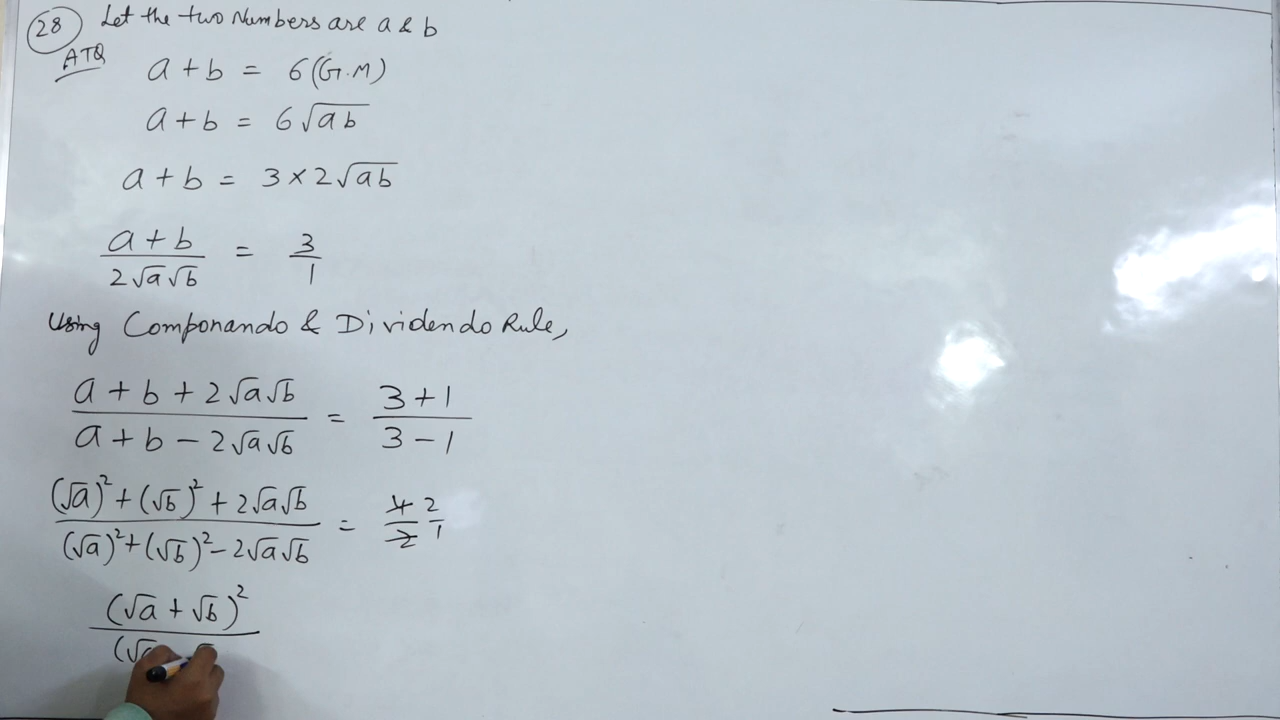 28 Let the two Numbers are a & b
ATQ a + b = 6(G.M)
a + b = 6√ab
a + b = 3 × 2√ab
a + b / 2√a√b = 3/1
Using Componando & Dividendo Rule,
a + b + 2√a√b / a + b - 2√a√b = 3 + 1 / 3 - 1
(√a)² + (√b)² + 2√a√b / (√a)² + (√b)² - 2√a√b = 4/2 2/1
(√a + √b)²